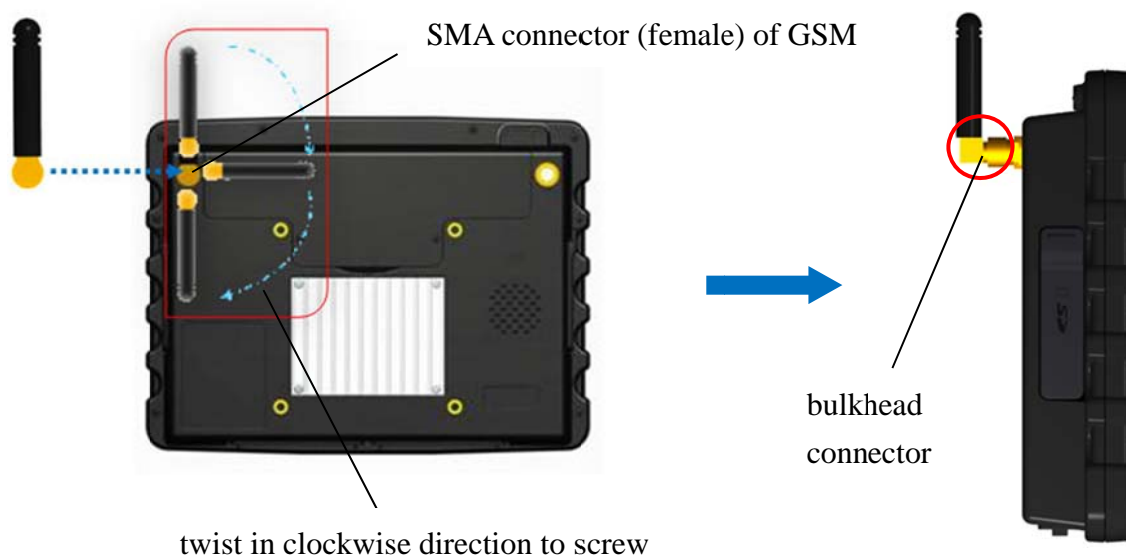 SMA connector (female) of GSM
bulkhead
connector
twist in clockwise direction to screw